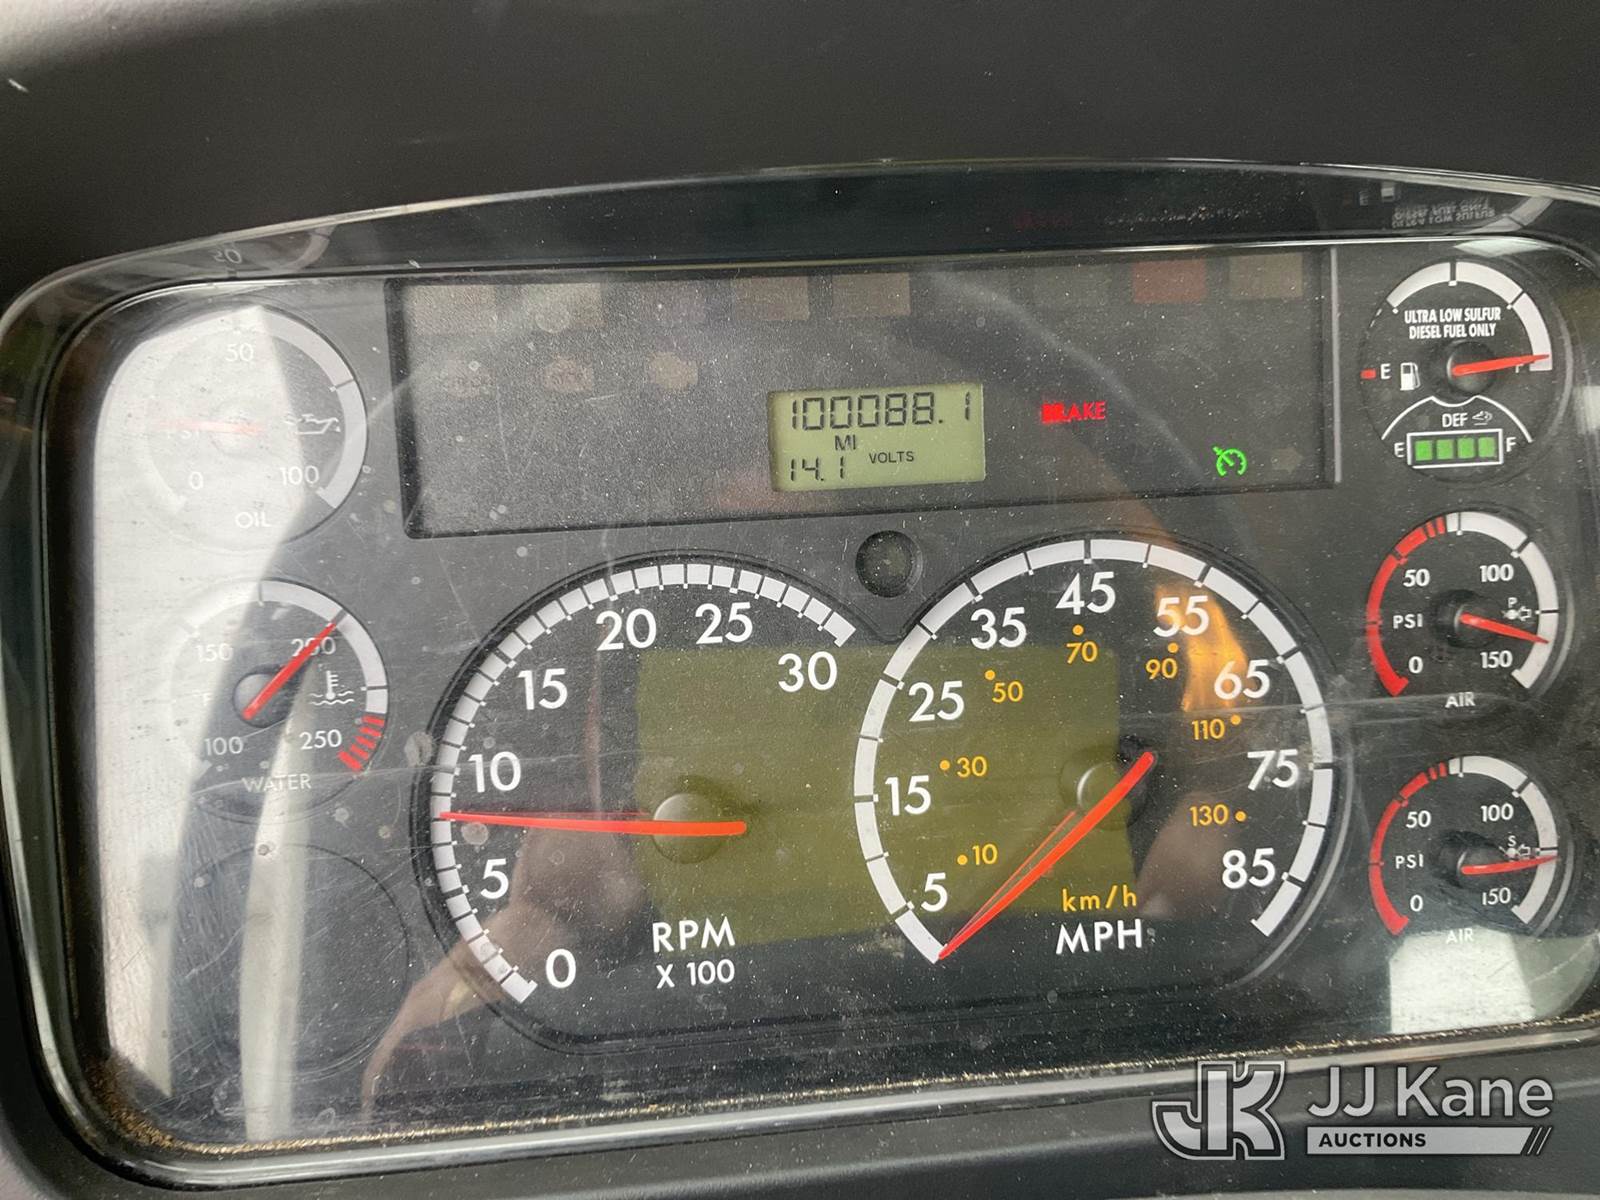 50
PSI
0
100
OIL
150
200
°F
100
250
WATER
100088.1
MI
14.1 VOLTS
BRAKE
ULTRA LOW SULFUR
DIESEL FUEL ONLY
E
F
DEF
E F
50
100
PSI
P
0
150
AIR
50
100
PSI
S
0
150
AIR
0
5
10
15
20
25
30
RPM
X 100
5
15
25
35
45
55
65
75
85
10
30
50
70
90
110
130
km/h
MPH
JK
JJ Kane
AUCTIONS